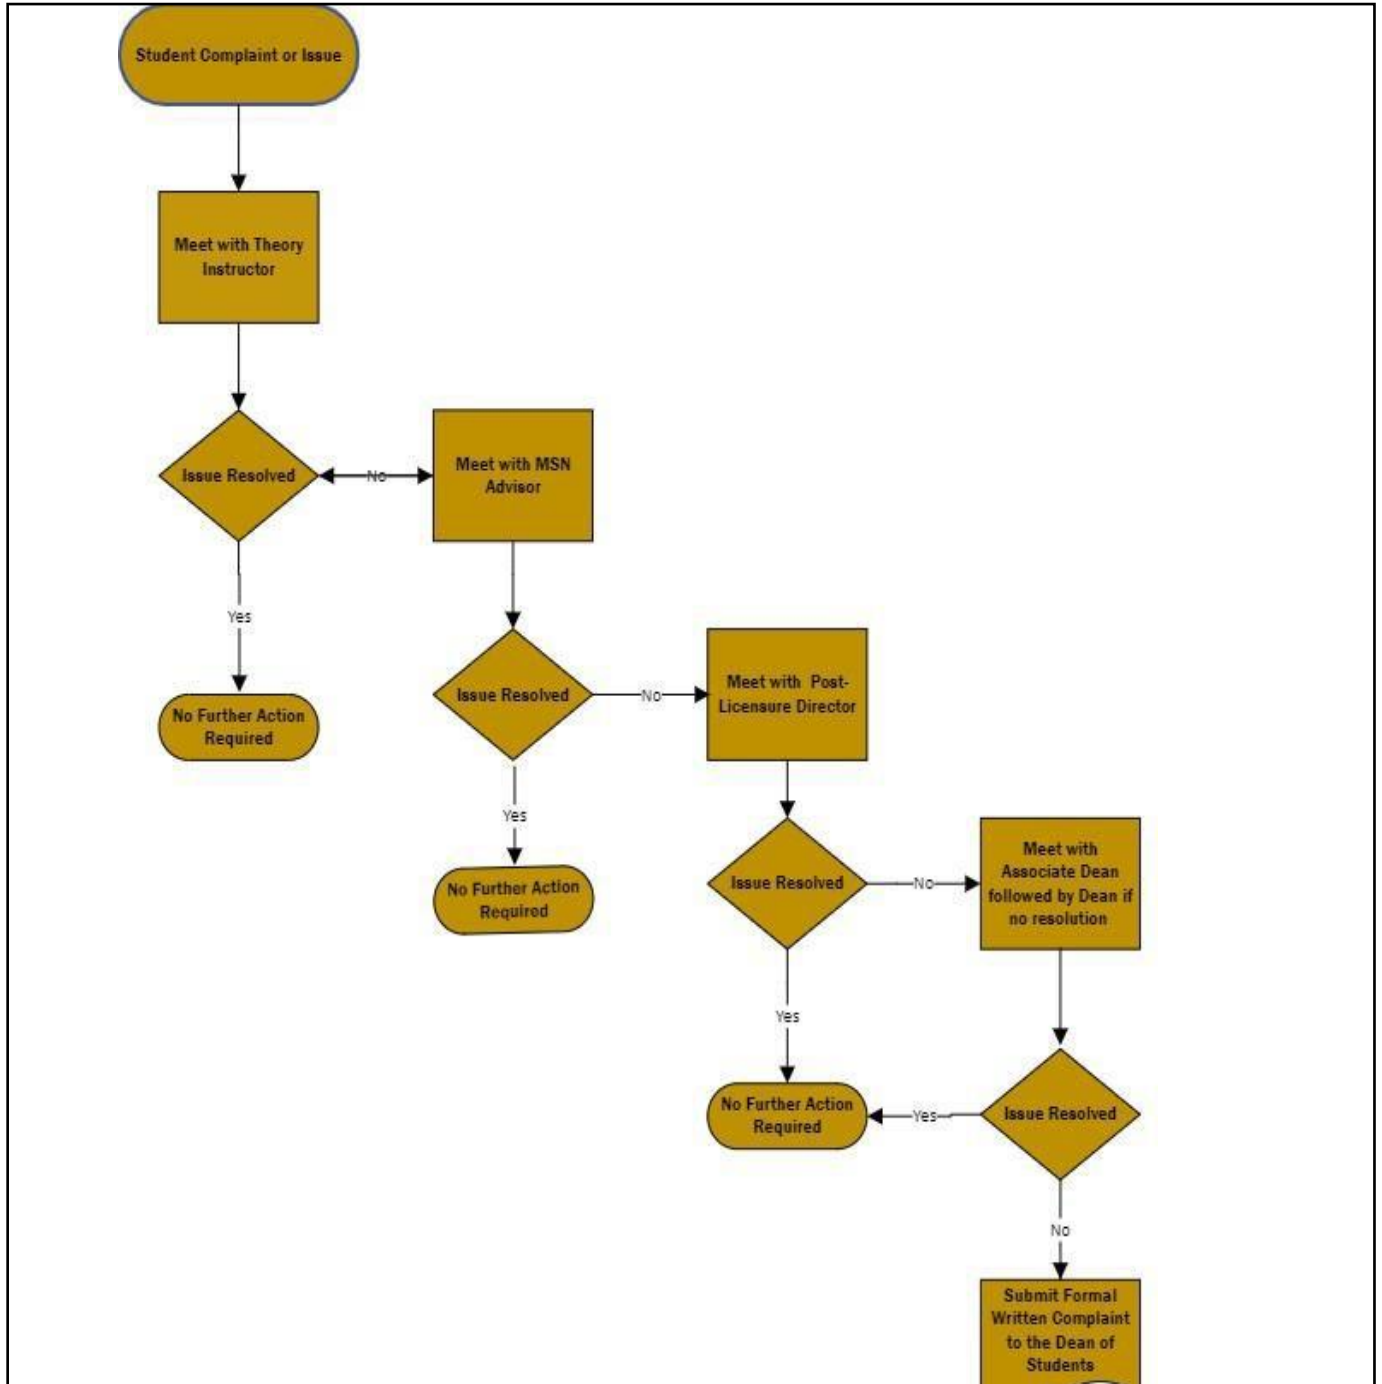 Student Complaint or Issue
Meet with Theory
Instructor
Issue Resolved
No
Meet with MSN
Advisor
Yes
No Further Action
Required
Issue Resolved
No
Meet with Post-
Licensure Director
Yes
No Further Action
Required
Issue Resolved
No
Meet with
Associate Dean
followed by Dean if
no resolution
Yes
No Further Action
Required
Yes
Issue Resolved
No
Submit Formal
Written Complaint
to the Dean of
Students